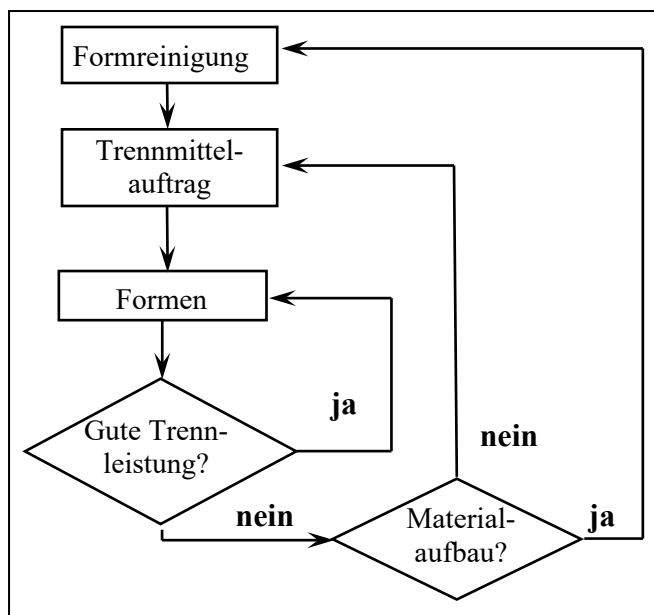 Formreinigung
Trennmittel-
auftrag
Formen
Gute Trenn-
leistung?
ja
nein
Material-
aufbau?
nein
ja